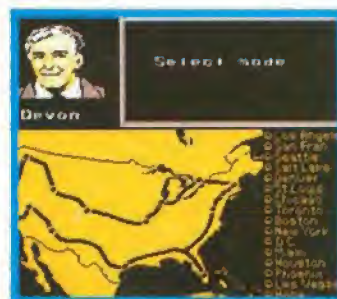 Select mode
Devon
Los Angeles
San Fran
Seattle
Salt Lake
Denver
St Louis
Chicago
Toronto
Boston
New York
D.C.
Miami
Houston
Phoenix
Las Vegas